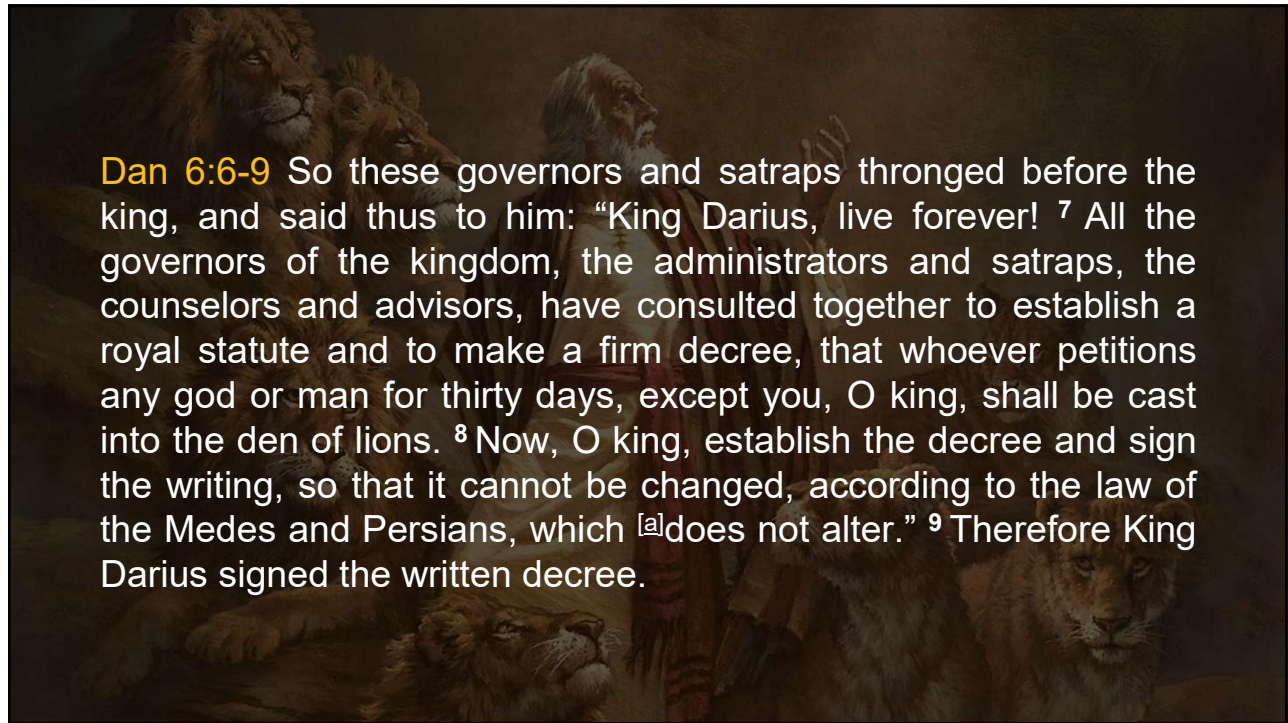 Dan 6:6-9 So these governors and satraps thronged before the
king, and said thus to him: “King Darius, live forever! 7 All the
governors of the kingdom, the administrators and satraps, the
counselors and advisors, have consulted together to establish a
royal statute and to make a firm decree, that whoever petitions
any god or man for thirty days, except you, O king, shall be cast
into the den of lions. 8 Now, O king, establish the decree and sign
the writing, so that it cannot be changed, according to the law of
the Medes and Persians, which [a]does not alter.” 9 Therefore King
Darius signed the written decree.